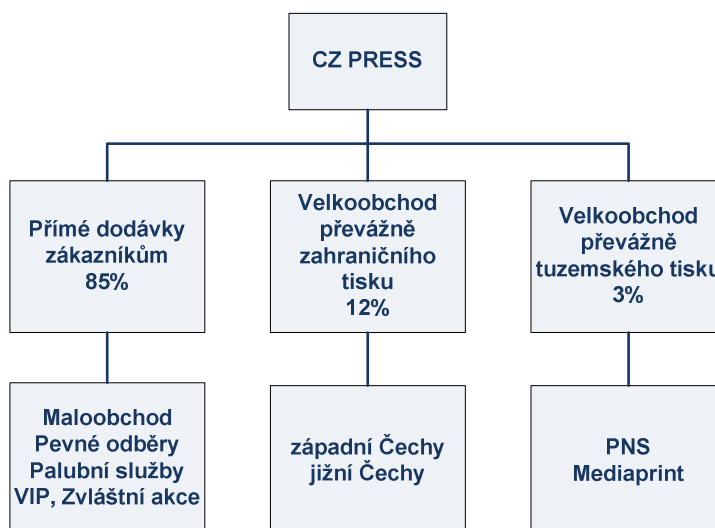 CZ PRESS
Přímé dodávky
zákazníkům
85%
Velkoobchod
převážně
zahraničního
tisku
12%
Velkoobchod
převážně
tuzemského tisku
3%
Maloobchod
Pevné odběry
Palubní služby
VIP, Zvláštní akce
západní Čechy
jižní Čechy
PNS
Mediaprint